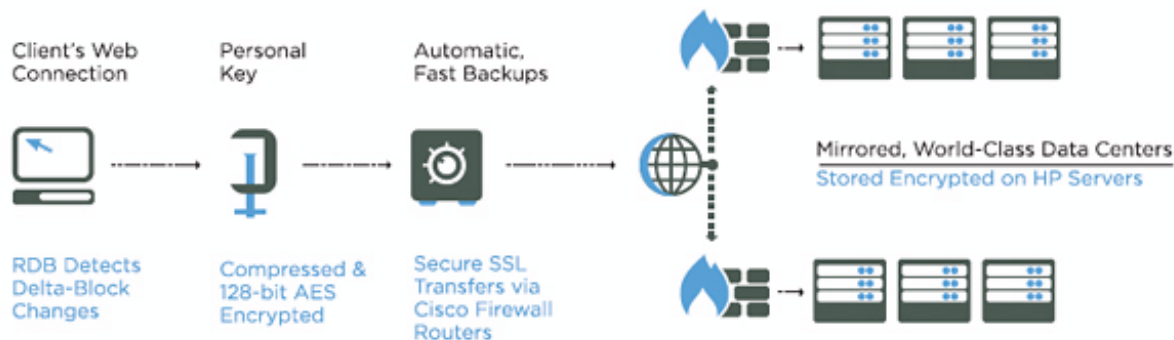 Client's Web
Connection
Personal
Key
Automatic,
Fast Backups
Mirrored, World-Class Data Centers
Stored Encrypted on HP Servers
RDB Detects
Delta-Block
Changes
Compressed &
128-bit AES
Encrypted
Secure SSL
Transfers via
Cisco Firewall
Routers